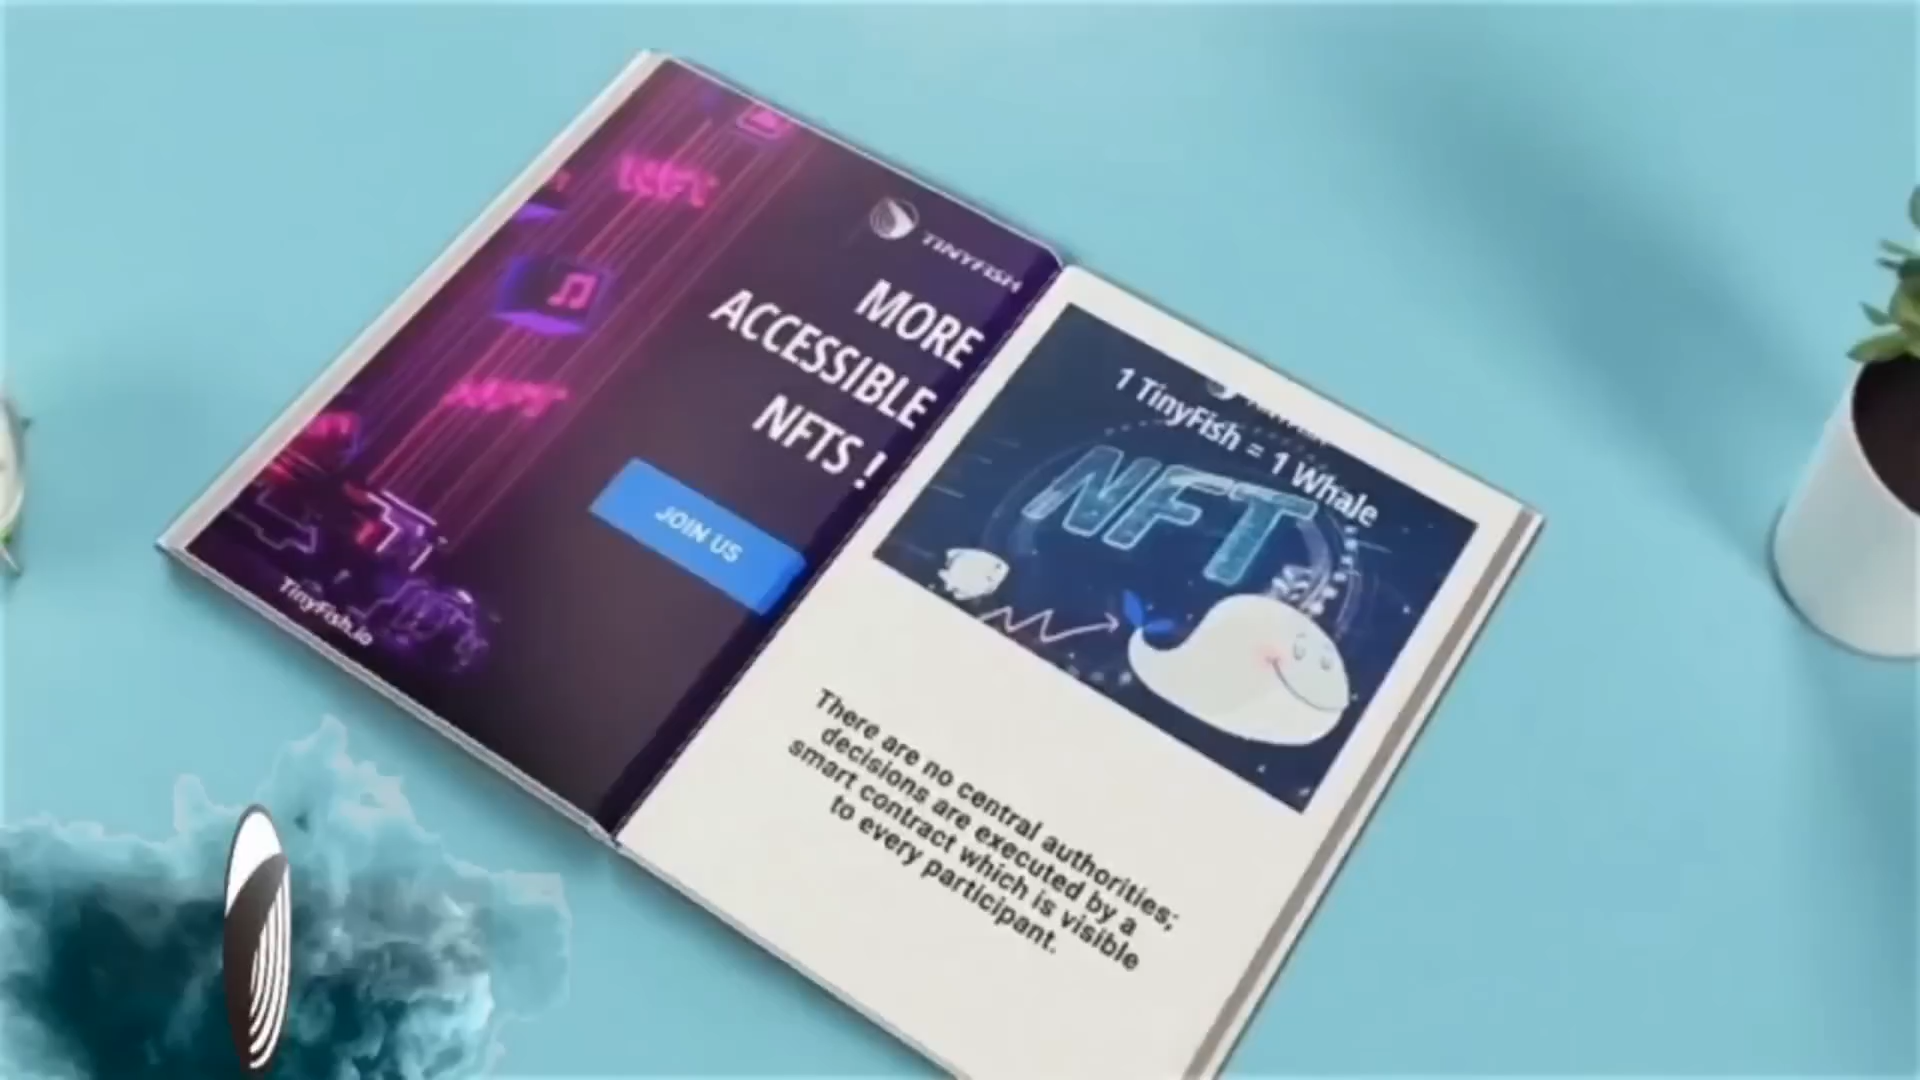 TINYFISH
MORE
ACCESSIBLE
NFTS !
JOIN US
TinyFish.io
1 TinyFish = 1 Whale
NFT
There are no central authorities;
decisions are executed by a
smart contract which is visible
to every participant.